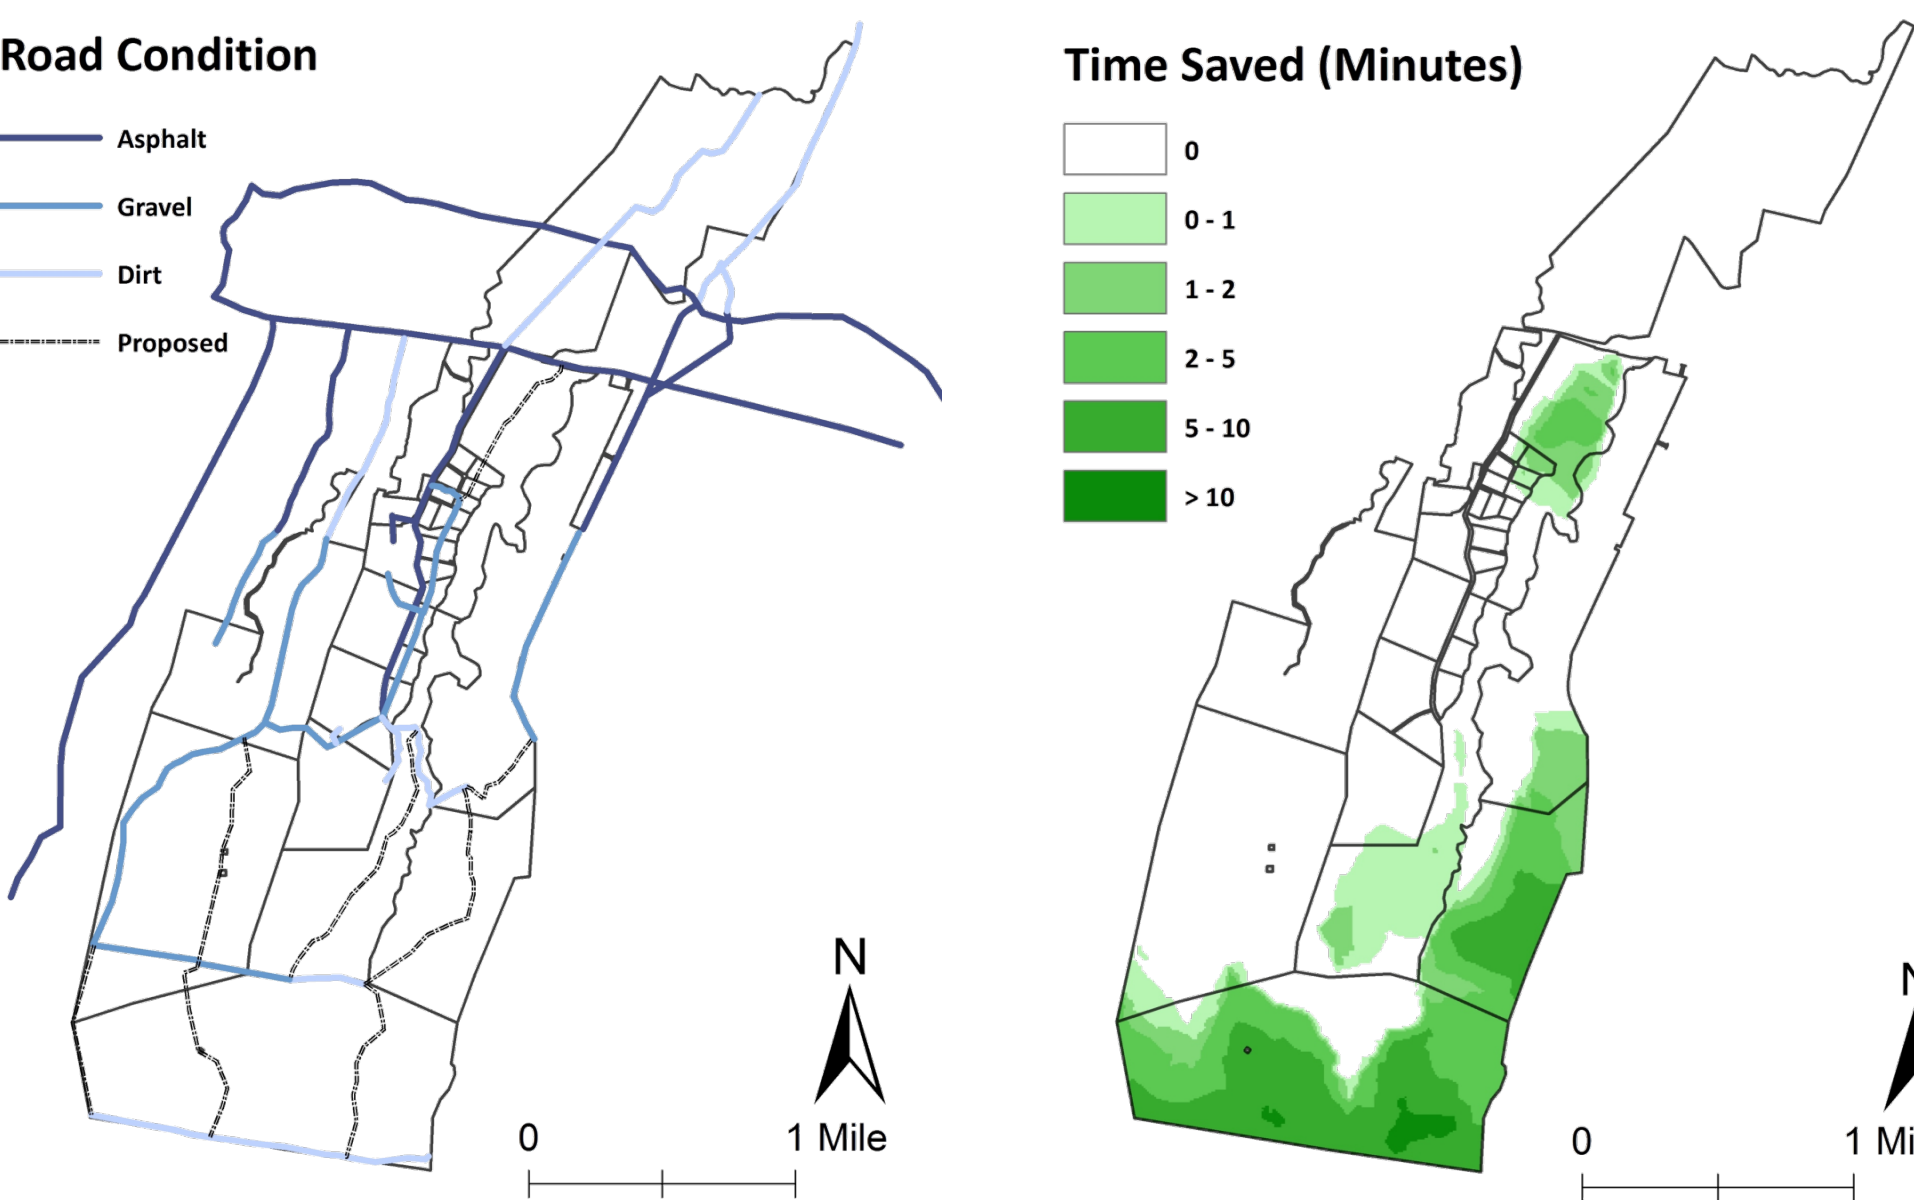 Road Condition
Asphalt
Gravel
Dirt
Proposed
N
0
1 Mile
Time Saved (Minutes)
0
0 - 1
1 - 2
2 - 5
5 - 10
> 10
0
1 Mi